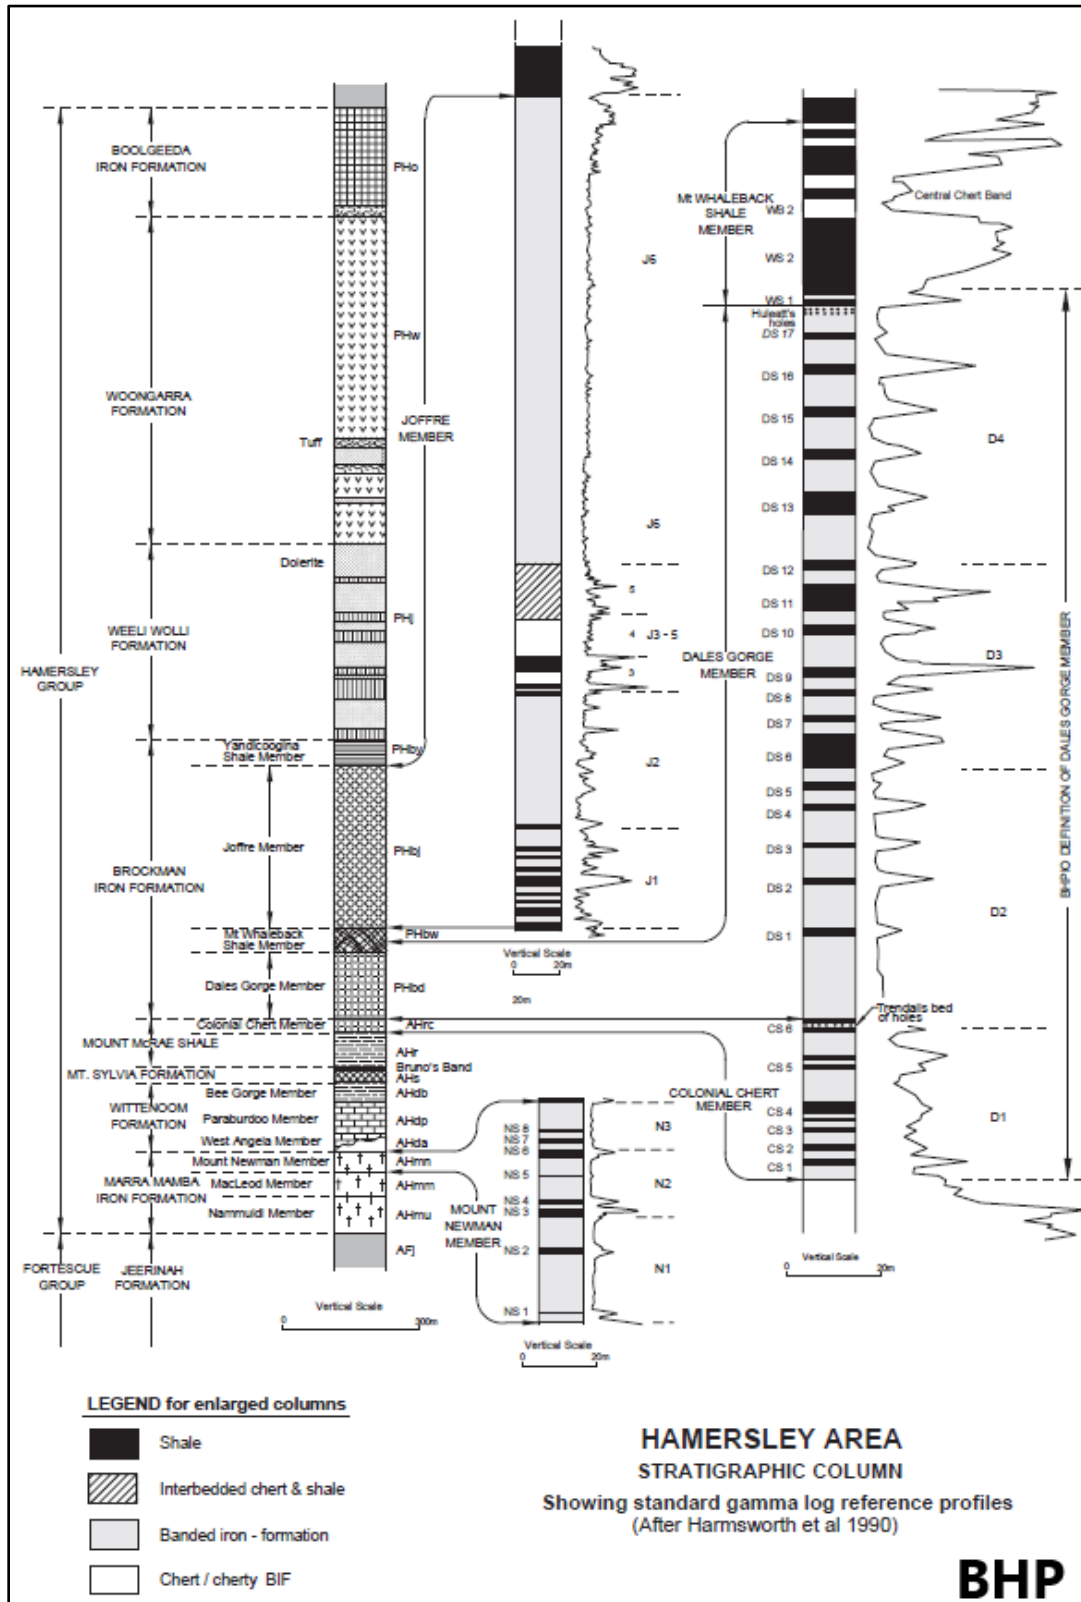 BOOLGEEDA
IRON FORMATION
PHo
WOONGARRA
FORMATION
PHw
Tuff
Dolerite
WEELI WOLLI
FORMATION
PHj
HAMERSLEY
GROUP
Yandicoogina
Shale Member
PHby
Joffre Member
PHbj
BROCKMAN
IRON FORMATION
Mt Whaleback
Shale Member
PHbw
Dales Gorge Member
PHbd
Colonial Chert Member
AHrc
MOUNT McRAE SHALE
AHr
Bruno's Band
MT. SYLVIA FORMATION
AHs
Bee Gorge Member
AHdb
WITTENOOM
FORMATION
Paraburdoo Member
AHdp
West Angela Member
AHda
Mount Newman Member
AHmn
MARRA MAMBA
IRON FORMATION
MacLeod Member
AHmm
Nammuldi Member
AHmu
FORTESCUE
GROUP
JEERINAH
FORMATION
AFj
Vertical Scale
0 300m
JOFFRE
MEMBER
J6
J6
5
4
J3 - 5
3
J2
J1
Vertical Scale
0 20m
20m
MOUNT
NEWMAN
MEMBER
NS 8
NS 7
NS 6
NS 5
NS 4
NS 3
NS 2
NS 1
N3
N2
N1
Vertical Scale
0 20m
Mt WHALEBACK
SHALE
MEMBER
WS 2
Central Chert Band
WS 2
WS 1
Huleatt's
holes
DS 17
DS 16
DS 15
DS 14
DS 13
DS 12
DS 11
DS 10
DS 9
DS 8
DS 7
DS 6
DS 5
DS 4
DS 3
DS 2
DS 1
DALES GORGE
MEMBER
D4
D3
D2
D1
BHPIO DEFINITION OF DALES GORGE MEMBER
Trendalls bed
of holes
CS 6
CS 5
CS 4
CS 3
CS 2
CS 1
COLONIAL CHERT
MEMBER
Vertical Scale
0 20m
LEGEND for enlarged columns
Shale
Interbedded chert & shale
Banded iron - formation
Chert / cherty BIF
HAMERSLEY AREA
STRATIGRAPHIC COLUMN
Showing standard gamma log reference profiles
(After Harmsworth et al 1990)
BHP